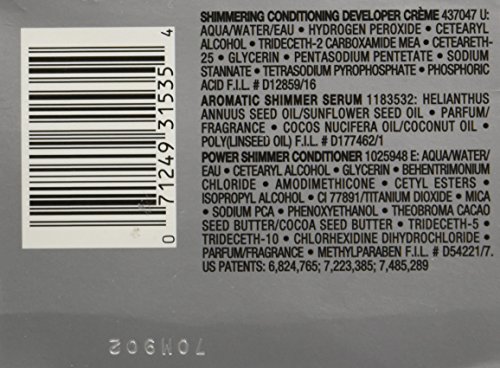 SHIMMERING CONDITIONING DEVELOPER CRÈME 437047 U:
AQUA/WATER/EAU • HYDROGEN PEROXIDE • CETEARYL
ALCOHOL • TRIDECETH-2 CARBOXAMIDE MEA • CETEARETH-
25 • GLYCERIN • PENTASODIUM PENTETATE • SODIUM
STANNATE • TETRASODIUM PYROPHOSPHATE • PHOSPHORIC
ACID F.I.L. # D12859/16
AROMATIC SHIMMER SERUM 1183532: HELIANTHUS
ANNUUS SEED OIL/SUNFLOWER SEED OIL • PARFUM/
FRAGRANCE • COCOS NUCIFERA OIL/COCONUT OIL •
POLY(LINSEED OIL) F.I.L. # D177462/1
POWER SHIMMER CONDITIONER 1025948 E: AQUA/WATER/
EAU • CETEARYL ALCOHOL • GLYCERIN • BEHENTRIMONIUM
CHLORIDE • AMODIMETHICONE • CETYL ESTERS •
ISOPROPYL ALCOHOL • CI 77891/TITANIUM DIOXIDE • MICA
• SODIUM PCA • PHENOXYETHANOL • THEOBROMA CACAO
SEED BUTTER/COCOA SEED BUTTER • TRIDECETH-5 •
TRIDECETH-10 • CHLORHEXIDINE DIHYDROCHLORIDE •
PARFUM/FRAGRANCE • METHYLPARABEN F.I.L. # D54221/7.
US PATENTS: 6,824,765; 7,223,385; 7,485,289
0 71249 31535 4
70M902